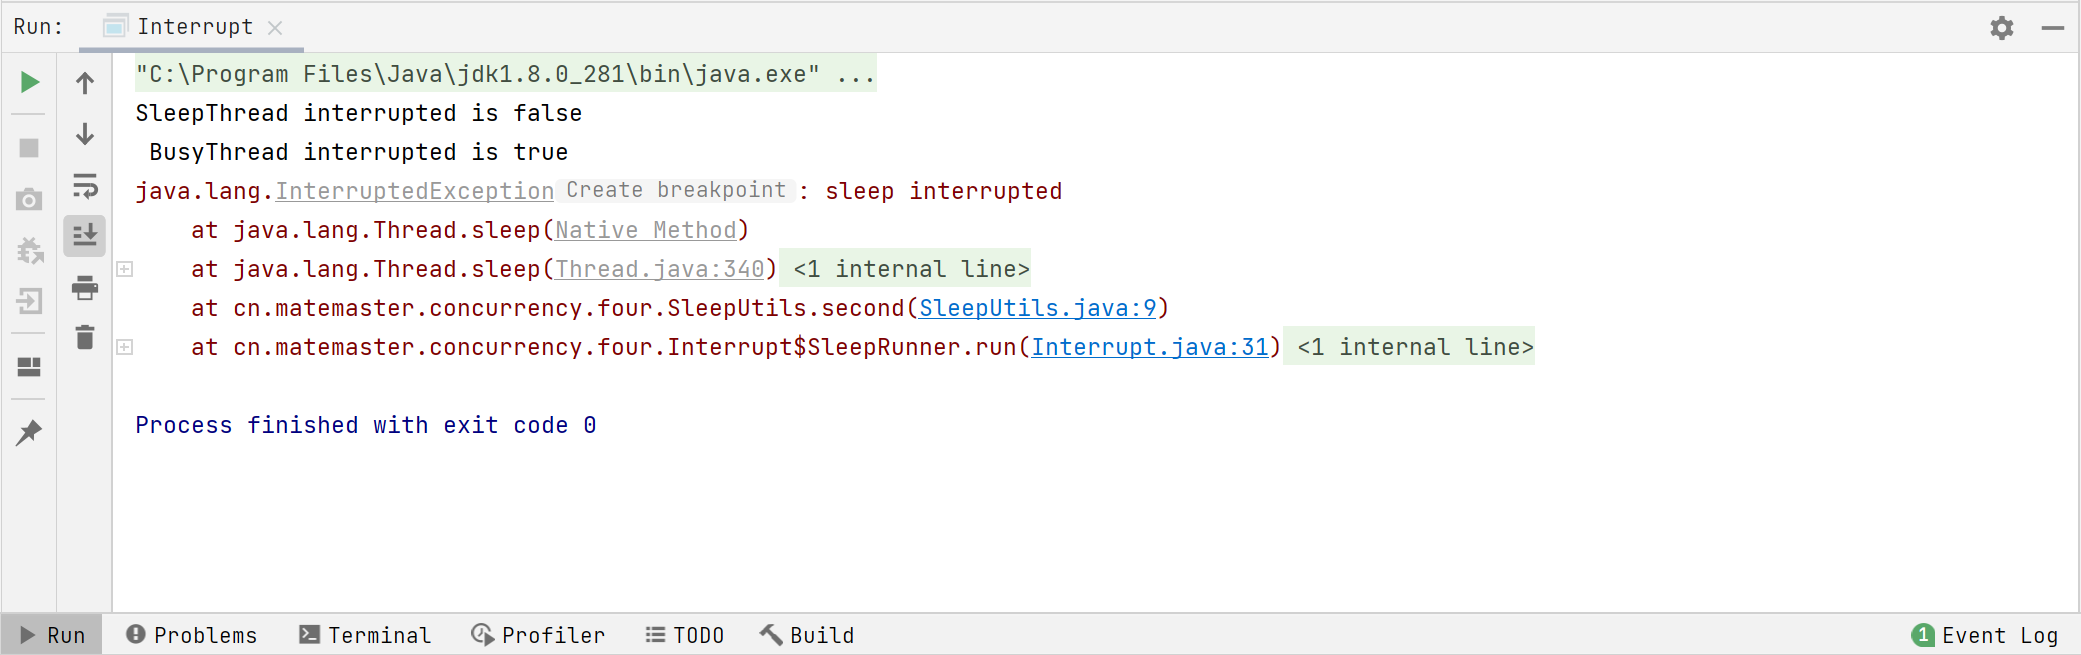 Run: Interrupt
"C:\Program Files\Java\jdk1.8.0_281\bin\java.exe" ...
SleepThread interrupted is false
 BusyThread interrupted is true
java.lang.InterruptedException Create breakpoint : sleep interrupted
    at java.lang.Thread.sleep(Native Method)
    at java.lang.Thread.sleep(Thread.java:340) <1 internal line>
    at cn.matemaster.concurrency.four.SleepUtils.second(SleepUtils.java:9)
    at cn.matemaster.concurrency.four.Interrupt$SleepRunner.run(Interrupt.java:31) <1 internal line>
Process finished with exit code 0
Run Problems Terminal Profiler TODO Build 1 Event Log